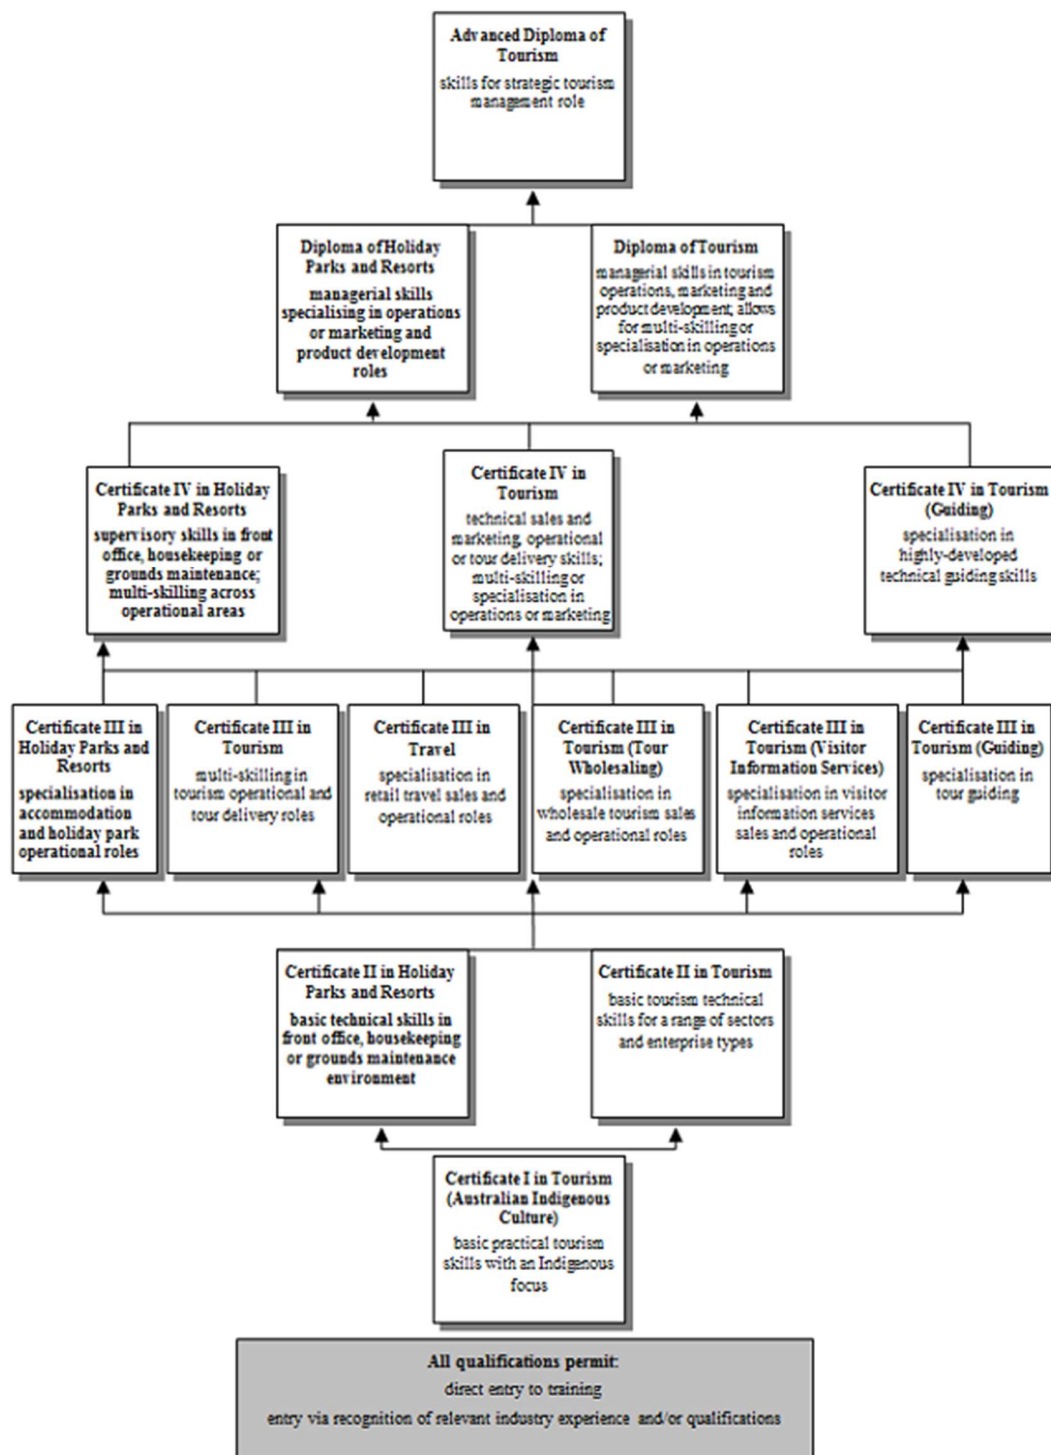 Advanced Diploma of
Tourism
skills for strategic tourism
management role
Diploma of Holiday
Parks and Resorts
managerial skills
specialising in operations
or marketing and
product development
roles
Diploma of Tourism
managerial skills in tourism
operations, marketing and
product development; allows
for multi-skilling or
specialisation in operations
or marketing
Certificate IV in Holiday
Parks and Resorts
supervisory skills in front
office, housekeeping or
grounds maintenance;
multi-skilling across
operational areas
Certificate IV in
Tourism
technical sales and
marketing, operational
or tour delivery skills;
multi-skilling or
specialisation in
operations or marketing
Certificate IV in Tourism
(Guiding)
specialisation in
highly-developed
technical guiding skills
Certificate III in
Holiday Parks and
Resorts
specialisation in
accommodation
and holiday park
operational roles
Certificate III in
Tourism
multi-skilling in
tourism operational and
tour delivery roles
Certificate III in
Travel
specialisation in
retail travel sales and
operational roles
Certificate III in
Tourism (Tour
Wholesaling)
specialisation in
wholesale tourism sales
and operational roles
Certificate III in
Tourism (Visitor
Information Services)
specialisation in visitor
information services
sales and operational
roles
Certificate III in
Tourism (Guiding)
specialisation in
tour guiding
Certificate II in Holiday
Parks and Resorts
basic technical skills in
front office, housekeeping
or grounds maintenance
environment
Certificate II in Tourism
basic tourism technical
skills for a range of sectors
and enterprise types
Certificate I in Tourism
(Australian Indigenous
Culture)
basic practical tourism
skills with an Indigenous
focus
All qualifications permit:
direct entry to training
entry via recognition of relevant industry experience and/or qualifications